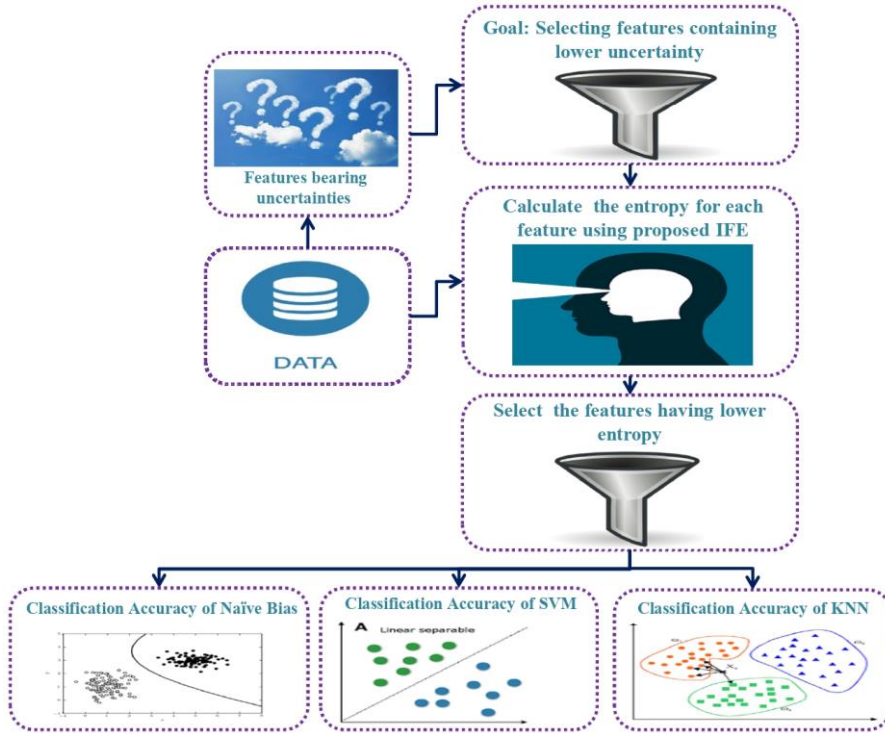 Goal: Selecting features containing
lower uncertainty
Features bearing
uncertainties
Calculate the entropy for each
feature using proposed IFE
DATA
Select the features having lower
entropy
Classification Accuracy of Naïve Bias
Classification Accuracy of SVM
A
Linear separable
Classification Accuracy of KNN